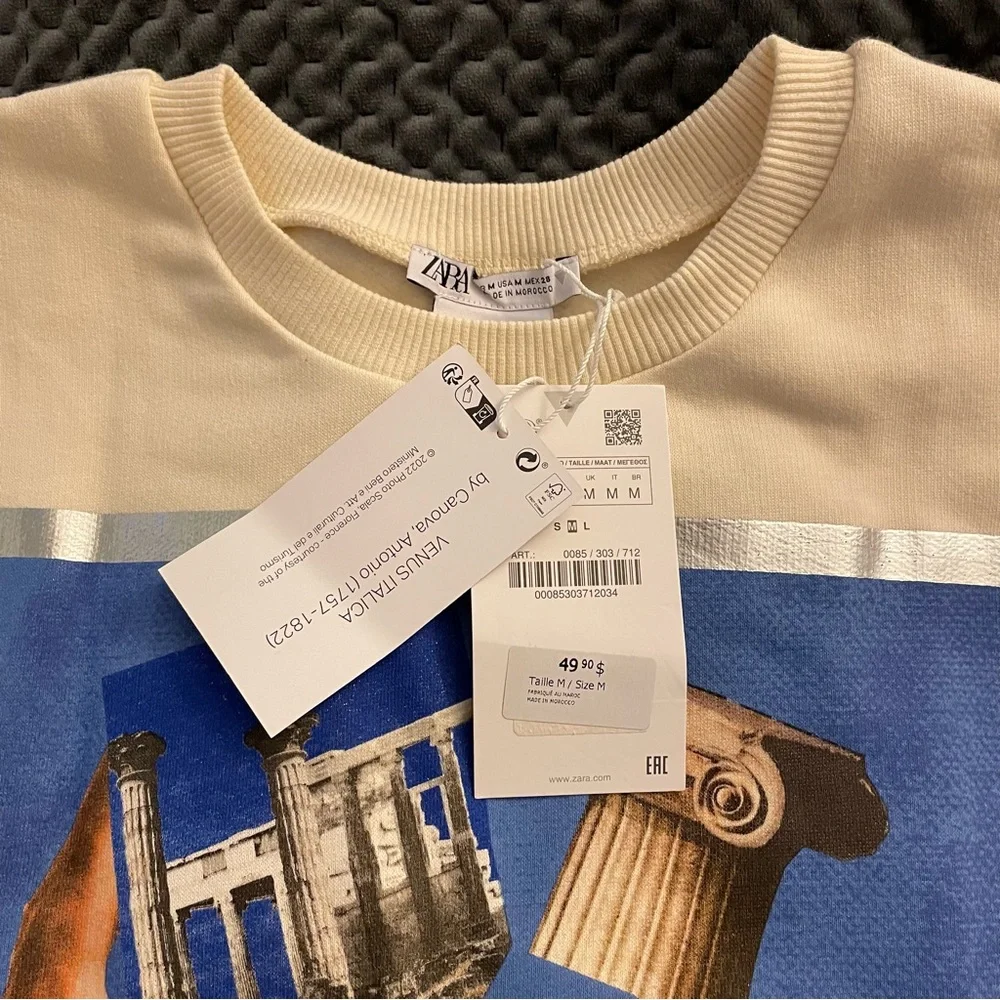 ZARA
M USA M MEX 28
DE IN MOROCCO
VENUS ITALICA
by Canova, Antonio (1757-1822)
©2022 Photo Scala, Florence - courtesy of the
Ministero Beni e Att. Culturali e del Turismo
/ TAILLE / MAAT / ΜΕΓΕΘΟΣ
UK IT BR
M M M
S M L
ART.: 0085 / 303 / 712
00085303712034
49 90 $
Taille M / Size M
FABRIQUÉ AU MAROC
MADE IN MOROCCO
www.zara.com
EAC